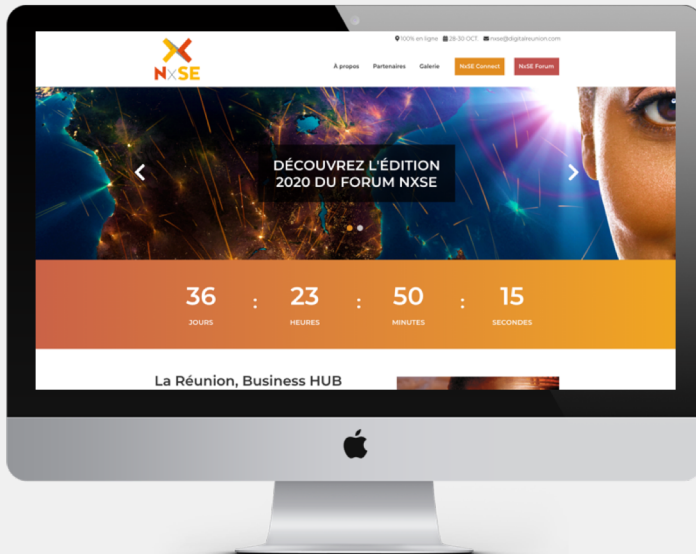 100% en ligne 28-30 OCT. nxse@digitalreunion.com
NxSE
À propos Partenaires Galerie NxSE Connect NxSE Forum
DÉCOUVREZ L'ÉDITION
2020 DU FORUM NXSE
36 : 23 : 50 : 15
JOURS HEURES MINUTES SECONDES
La Réunion, Business HUB